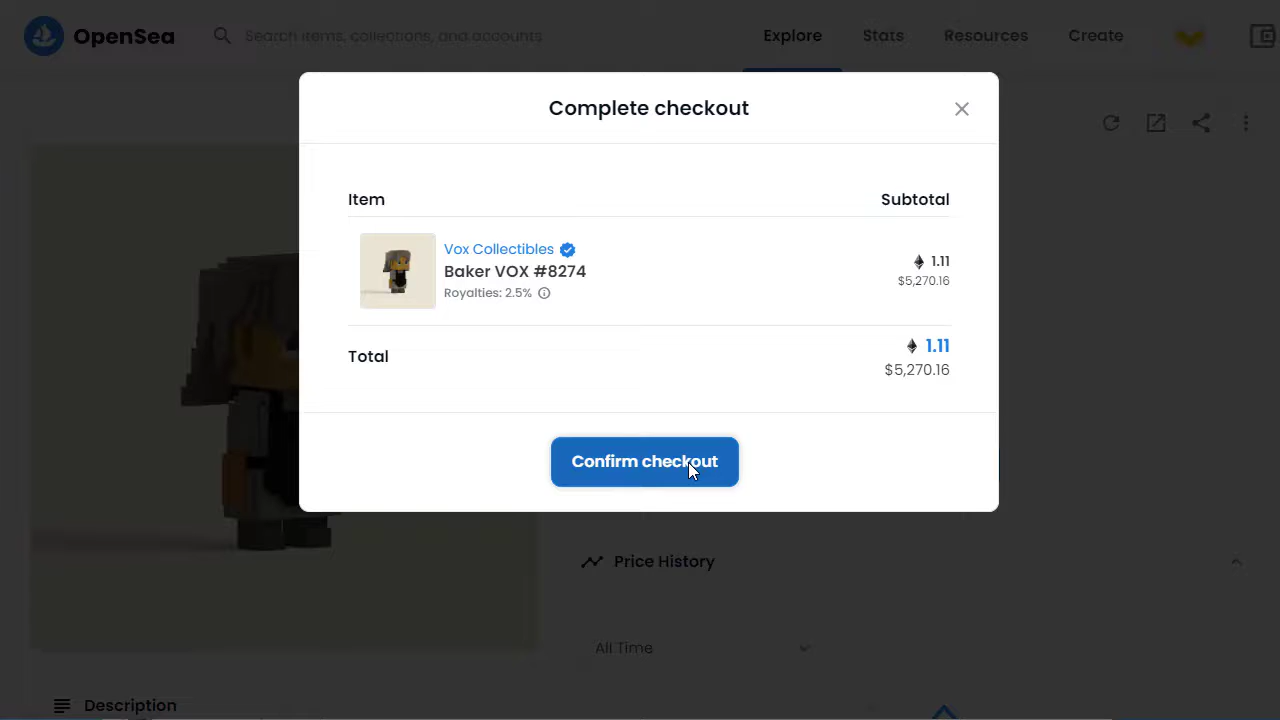 OpenSea
Search items, collections, and accounts
Explore
Stats
Resources
Create
Complete checkout
Item
Subtotal
Vox Collectibles
Baker VOX #8274
Royalties: 2.5%
1.11
$5,270.16
Total
1.11
$5,270.16
Confirm checkout
Price History
All Time
Description